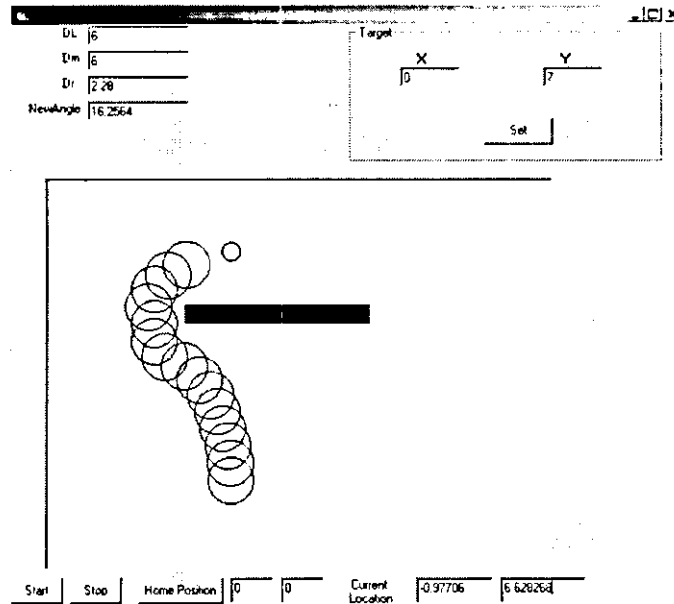 DL 6
Dm 6
Dr 2.28
NewAngle 16.2564
Target
X Y
0 7
Set
Start Stop Home Position 0 0 Current Location -0.97706 6.628268